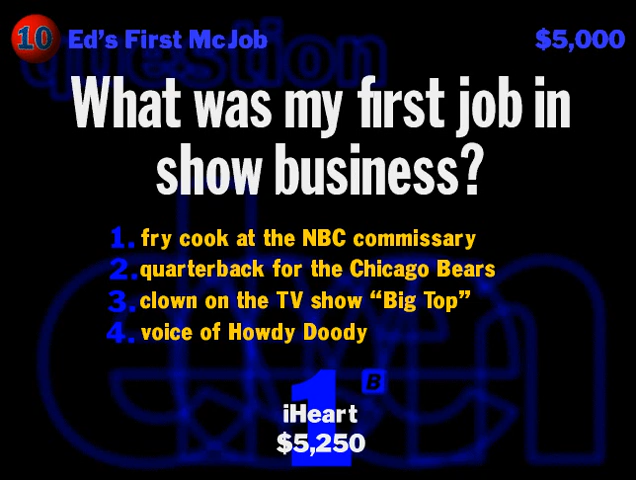 10 Ed's First McJob $5,000
question
What was my first job in
show business?
1. fry cook at the NBC commissary
2. quarterback for the Chicago Bears
3. clown on the TV show “Big Top”
4. voice of Howdy Doody
1 B
iHeart
$5,250